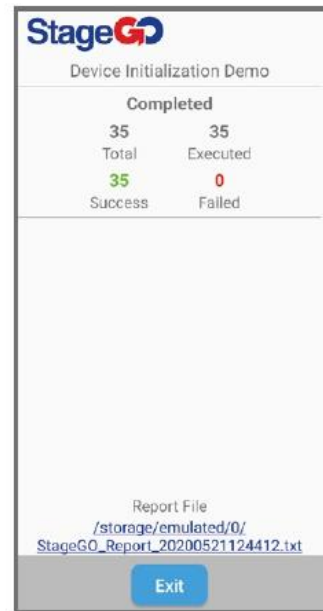 StageGO
Device Initialization Demo
Completed
35 35
Total Executed
35 0
Success Failed
Report File
/storage/emulated/0/
StageGO_Report_20200521124412.txt
Exit